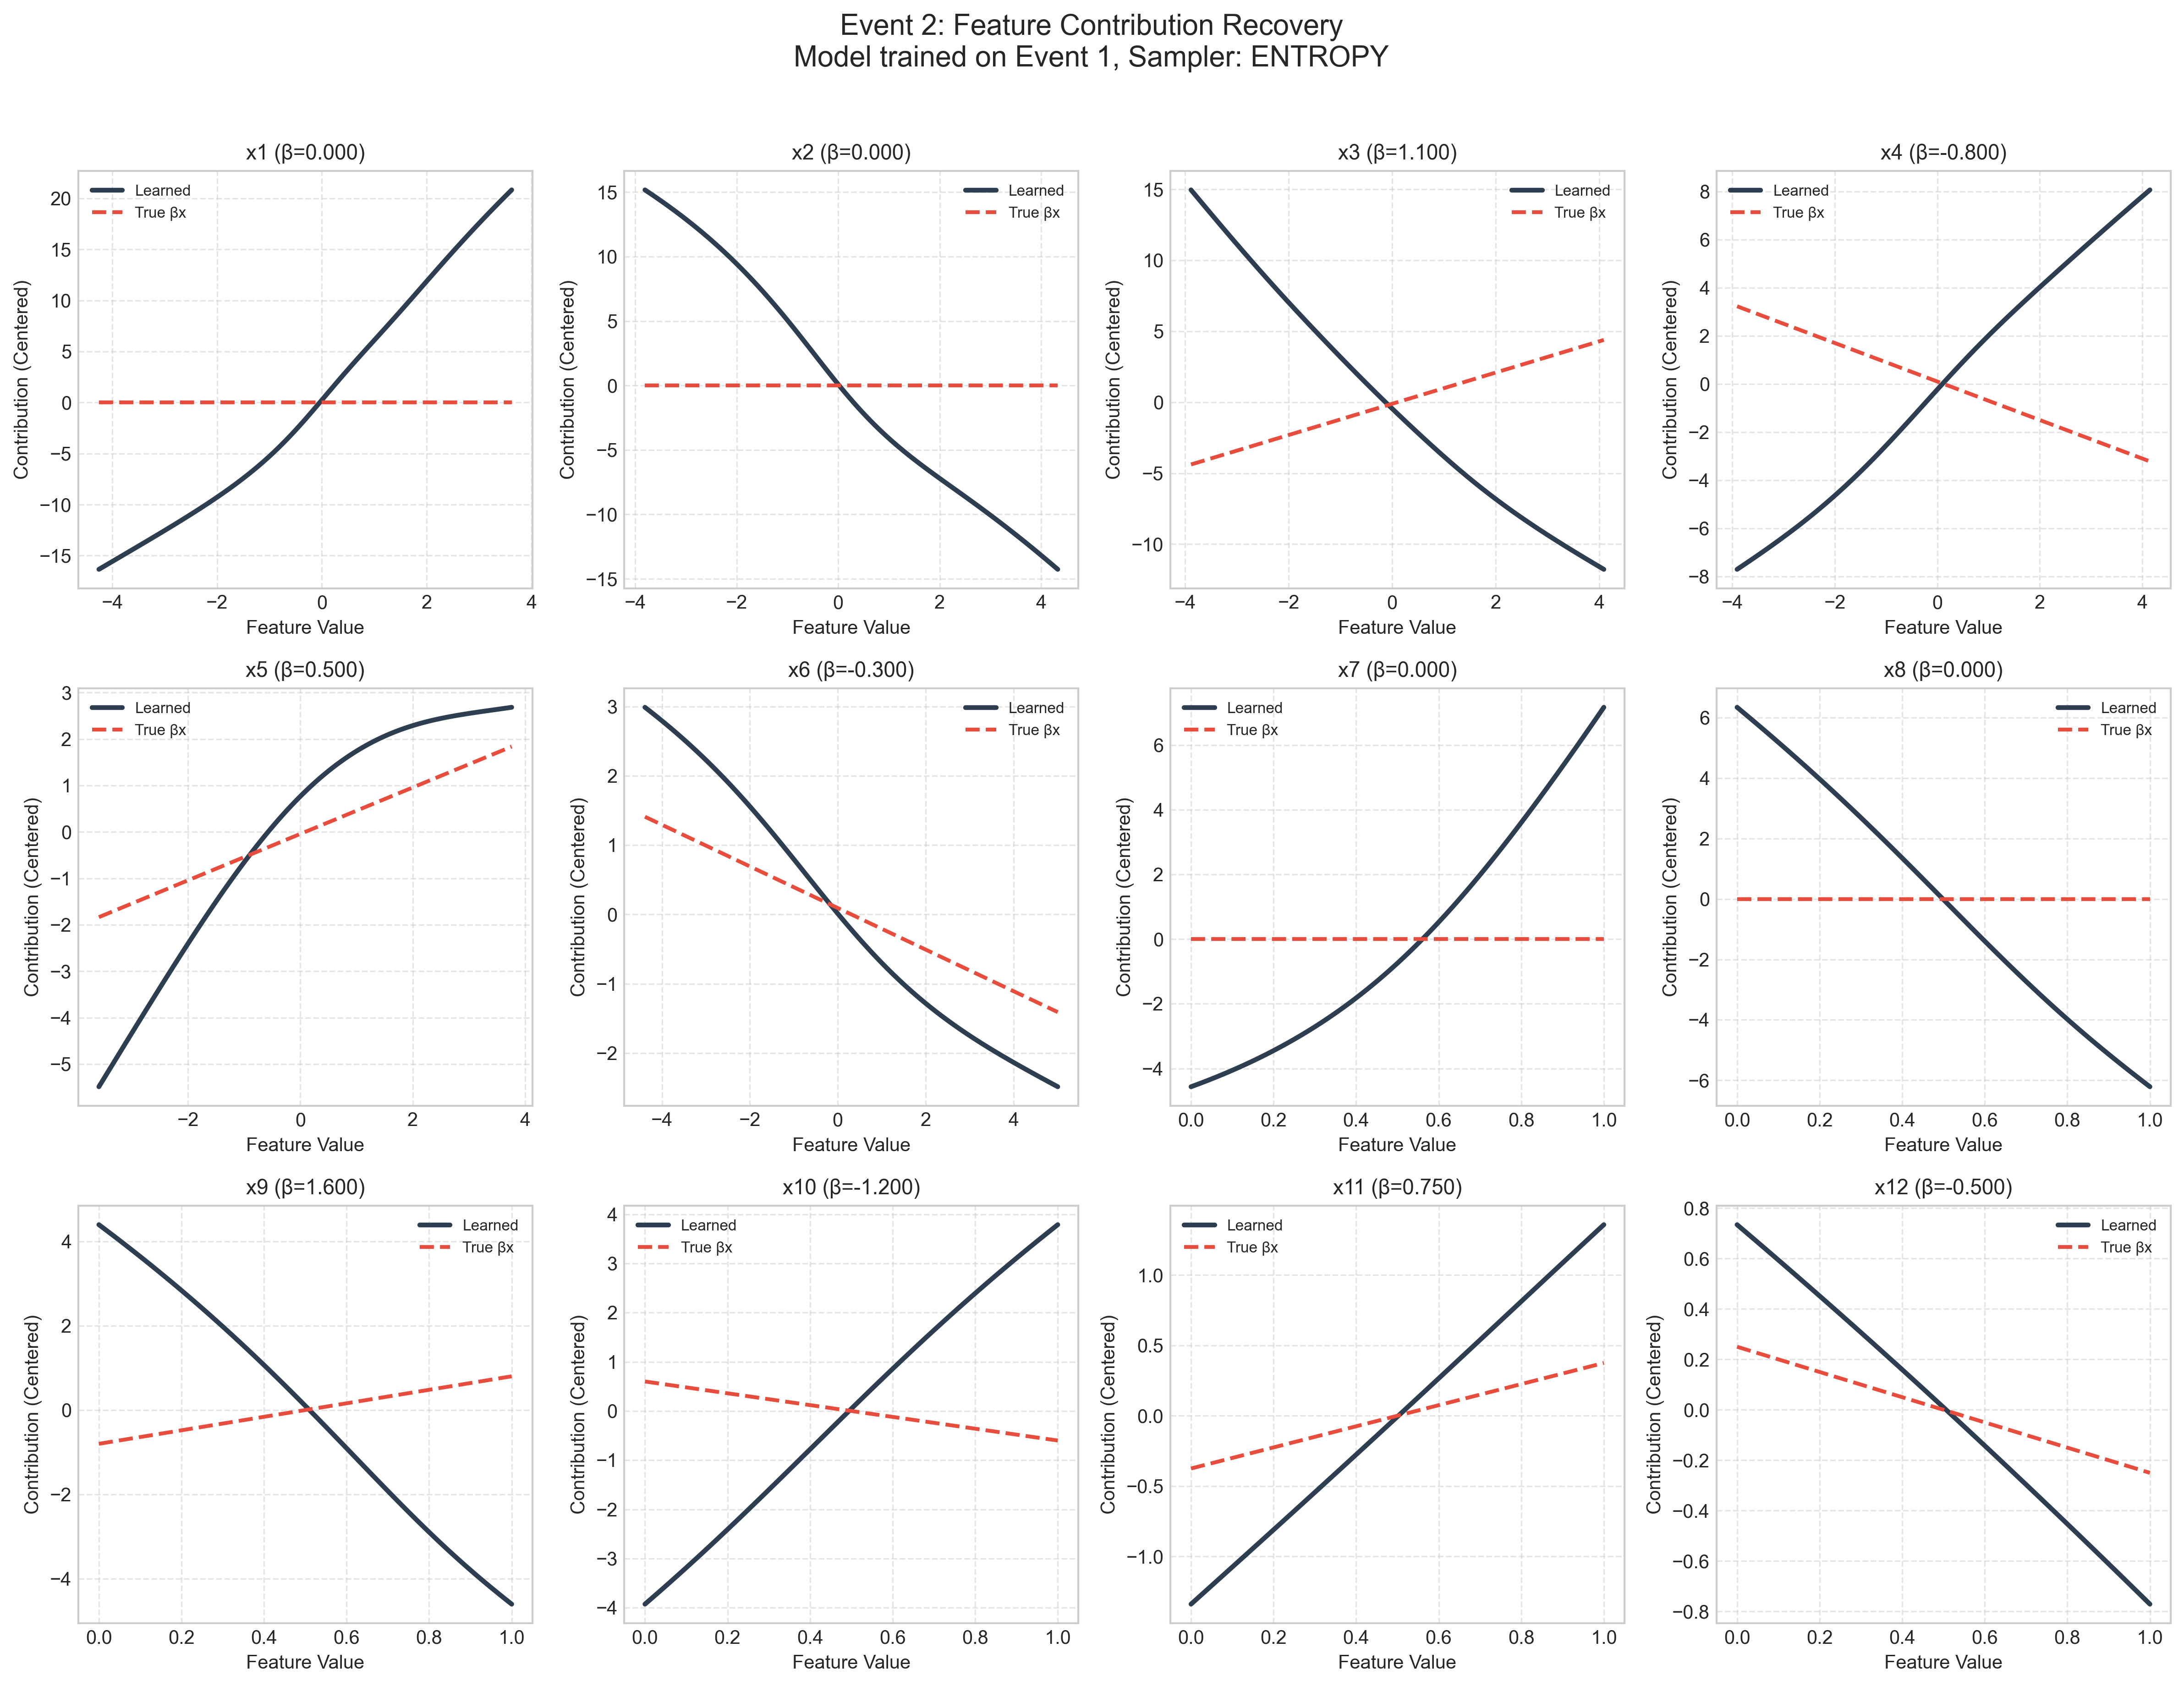 Event 2: Feature Contribution Recovery
Model trained on Event 1, Sampler: ENTROPY
x1 (β=0.000)
Learned
True βx
20
15
10
5
0
−5
−10
−15
Contribution (Centered)
−4 −2 0 2 4
Feature Value
x2 (β=0.000)
Learned
True βx
15
10
5
0
−5
−10
−15
Contribution (Centered)
−4 −2 0 2 4
Feature Value
x3 (β=1.100)
Learned
True βx
15
10
5
0
−5
−10
Contribution (Centered)
−4 −2 0 2 4
Feature Value
x4 (β=-0.800)
Learned
True βx
8
6
4
2
0
−2
−4
−6
−8
Contribution (Centered)
−4 −2 0 2 4
Feature Value
x5 (β=0.500)
Learned
True βx
3
2
1
0
−1
−2
−3
−4
−5
Contribution (Centered)
−2 0 2 4
Feature Value
x6 (β=-0.300)
Learned
True βx
3
2
1
0
−1
−2
Contribution (Centered)
−4 −2 0 2 4
Feature Value
x7 (β=0.000)
Learned
True βx
6
4
2
0
−2
−4
Contribution (Centered)
0.0 0.2 0.4 0.6 0.8 1.0
Feature Value
x8 (β=0.000)
Learned
True βx
6
4
2
0
−2
−4
−6
Contribution (Centered)
0.0 0.2 0.4 0.6 0.8 1.0
Feature Value
x9 (β=1.600)
Learned
True βx
4
2
0
−2
−4
Contribution (Centered)
0.0 0.2 0.4 0.6 0.8 1.0
Feature Value
x10 (β=-1.200)
Learned
True βx
4
3
2
1
0
−1
−2
−3
−4
Contribution (Centered)
0.0 0.2 0.4 0.6 0.8 1.0
Feature Value
x11 (β=0.750)
Learned
True βx
1.0
0.5
0.0
−0.5
−1.0
Contribution (Centered)
0.0 0.2 0.4 0.6 0.8 1.0
Feature Value
x12 (β=-0.500)
Learned
True βx
0.8
0.6
0.4
0.2
0.0
−0.2
−0.4
−0.6
−0.8
Contribution (Centered)
0.0 0.2 0.4 0.6 0.8 1.0
Feature Value